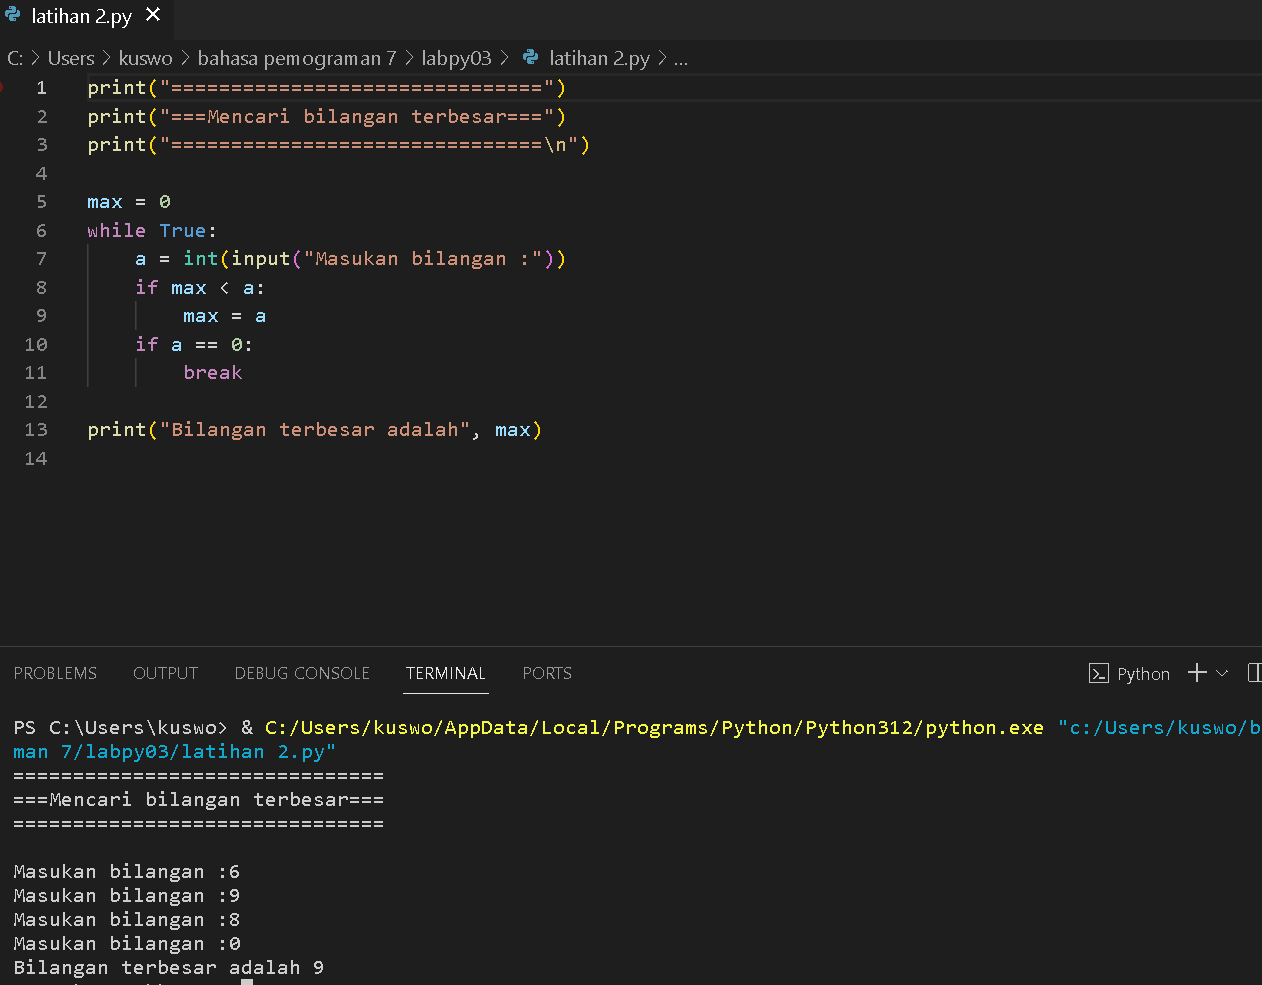 latihan 2.py
C: > Users > kuswo > bahasa pemograman 7 > labpy03 > latihan 2.py > ...
1 print("===============================")
2 print("===Mencari bilangan terbesar===")
3 print("===============================\n")
4
5 max = 0
6 while True:
7     a = int(input("Masukan bilangan :"))
8     if max < a:
9         max = a
10     if a == 0:
11         break
12
13 print("Bilangan terbesar adalah", max)
14
PROBLEMS OUTPUT DEBUG CONSOLE TERMINAL PORTS Python
PS C:\Users\kuswo> & C:/Users/kuswo/AppData/Local/Programs/Python/Python312/python.exe "c:/Users/kuswo/b
man 7/labpy03/latihan 2.py"
===============================
===Mencari bilangan terbesar===
===============================
Masukan bilangan :6
Masukan bilangan :9
Masukan bilangan :8
Masukan bilangan :0
Bilangan terbesar adalah 9